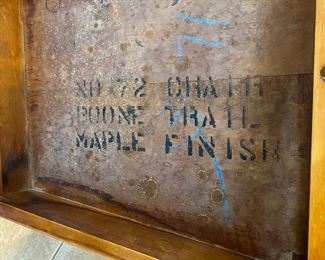 NO 72 CHAIR
BOONE TRAIL
MAPLE FINISH